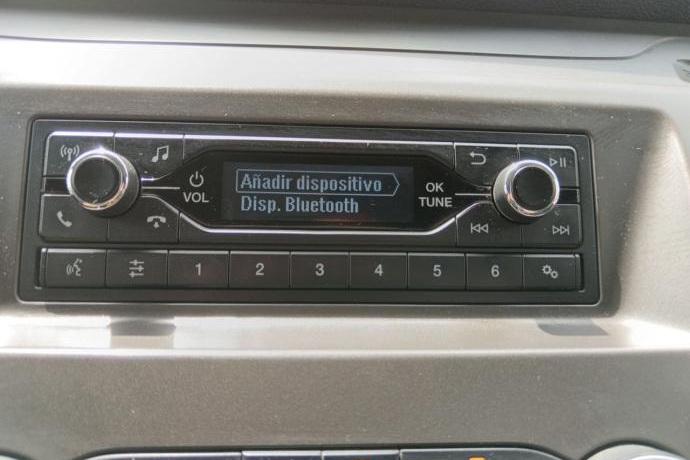 Añadir dispositivo
Disp. Bluetooth
VOL
OK
TUNE
1 2 3 4 5 6